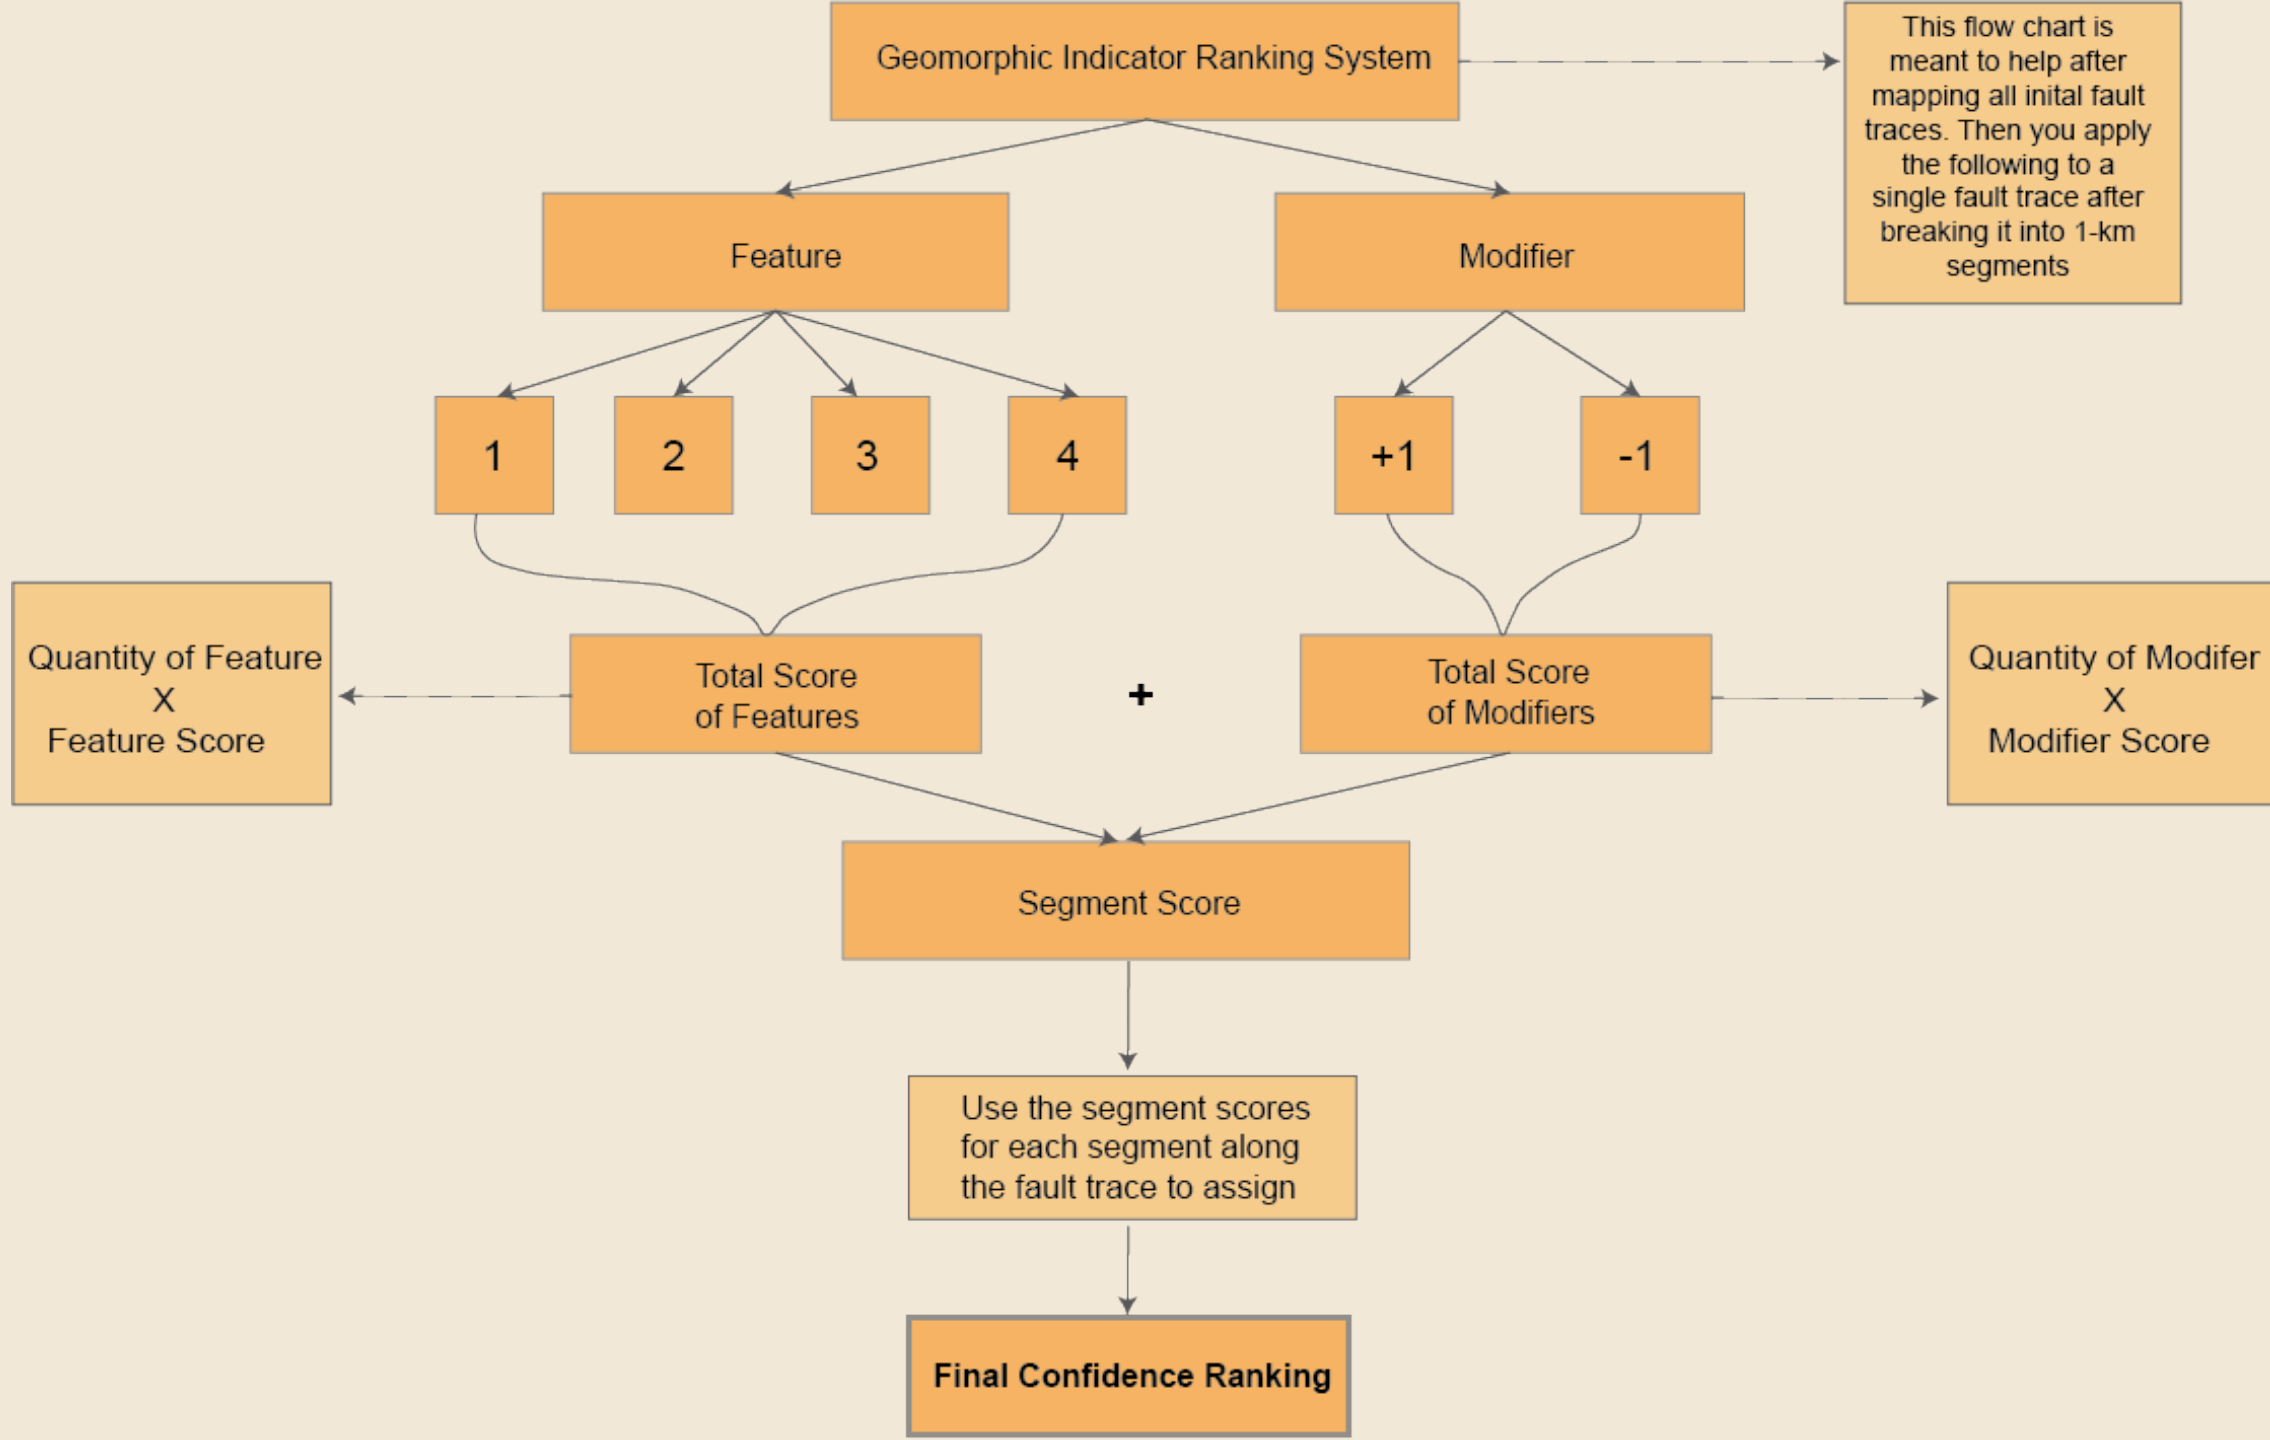 Geomorphic Indicator Ranking System
This flow chart is
meant to help after
mapping all inital fault
traces. Then you apply
the following to a
single fault trace after
breaking it into 1-km
segments
Feature
Modifier
1
2
3
4
+1
-1
Quantity of Feature
X
Feature Score
Total Score
of Features
+
Total Score
of Modifiers
Quantity of Modifer
X
Modifier Score
Segment Score
Use the segment scores
for each segment along
the fault trace to assign
Final Confidence Ranking